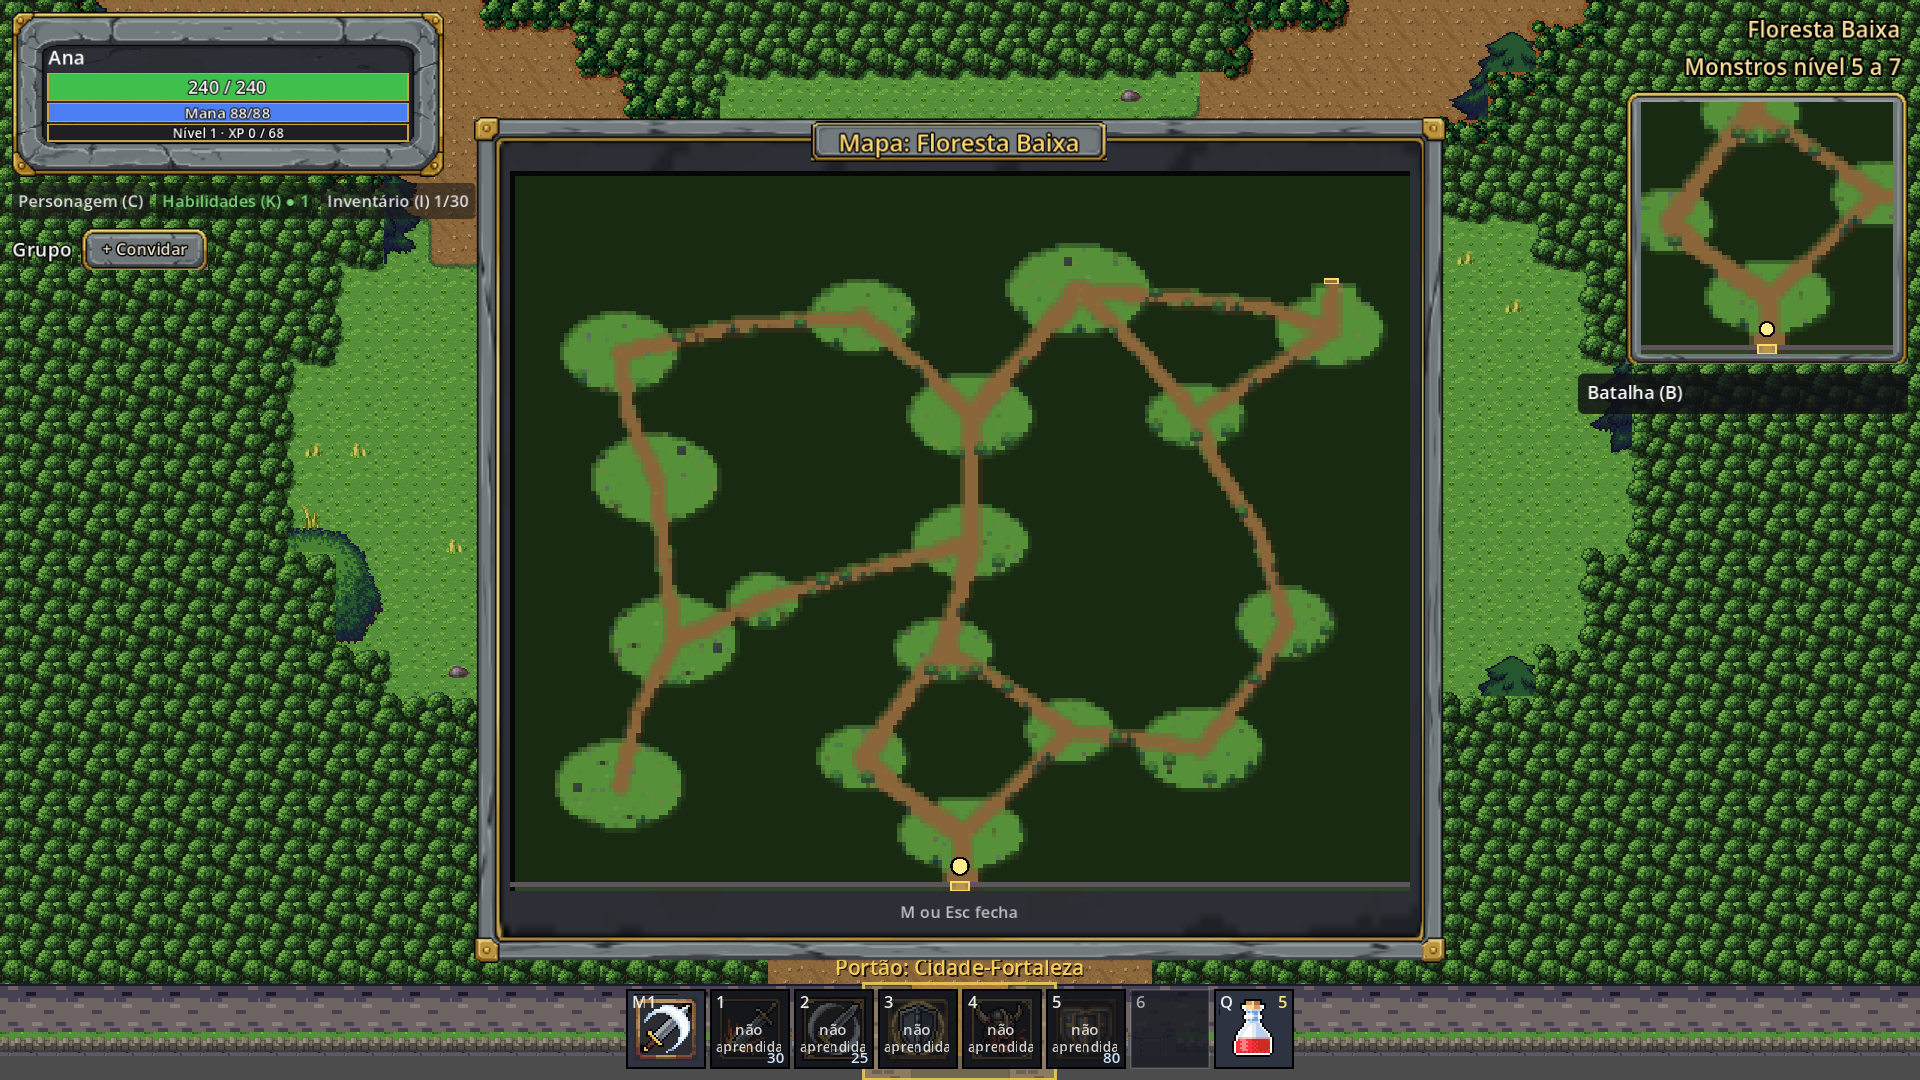 Ana
240 / 240
Mana 88/88
Nível 1 · XP 0 / 68
Personagem (C)
Habilidades (K) ● 1
Inventário (I) 1/30
Grupo
+ Convidar
Mapa: Floresta Baixa
M ou Esc fecha
Floresta Baixa
Monstros nível 5 a 7
Batalha (B)
Portão: Cidade-Fortaleza
M1
1
não
aprendida
30
2
não
aprendida
25
3
não
aprendida
4
não
aprendida
5
não
aprendida
80
6
Q
5